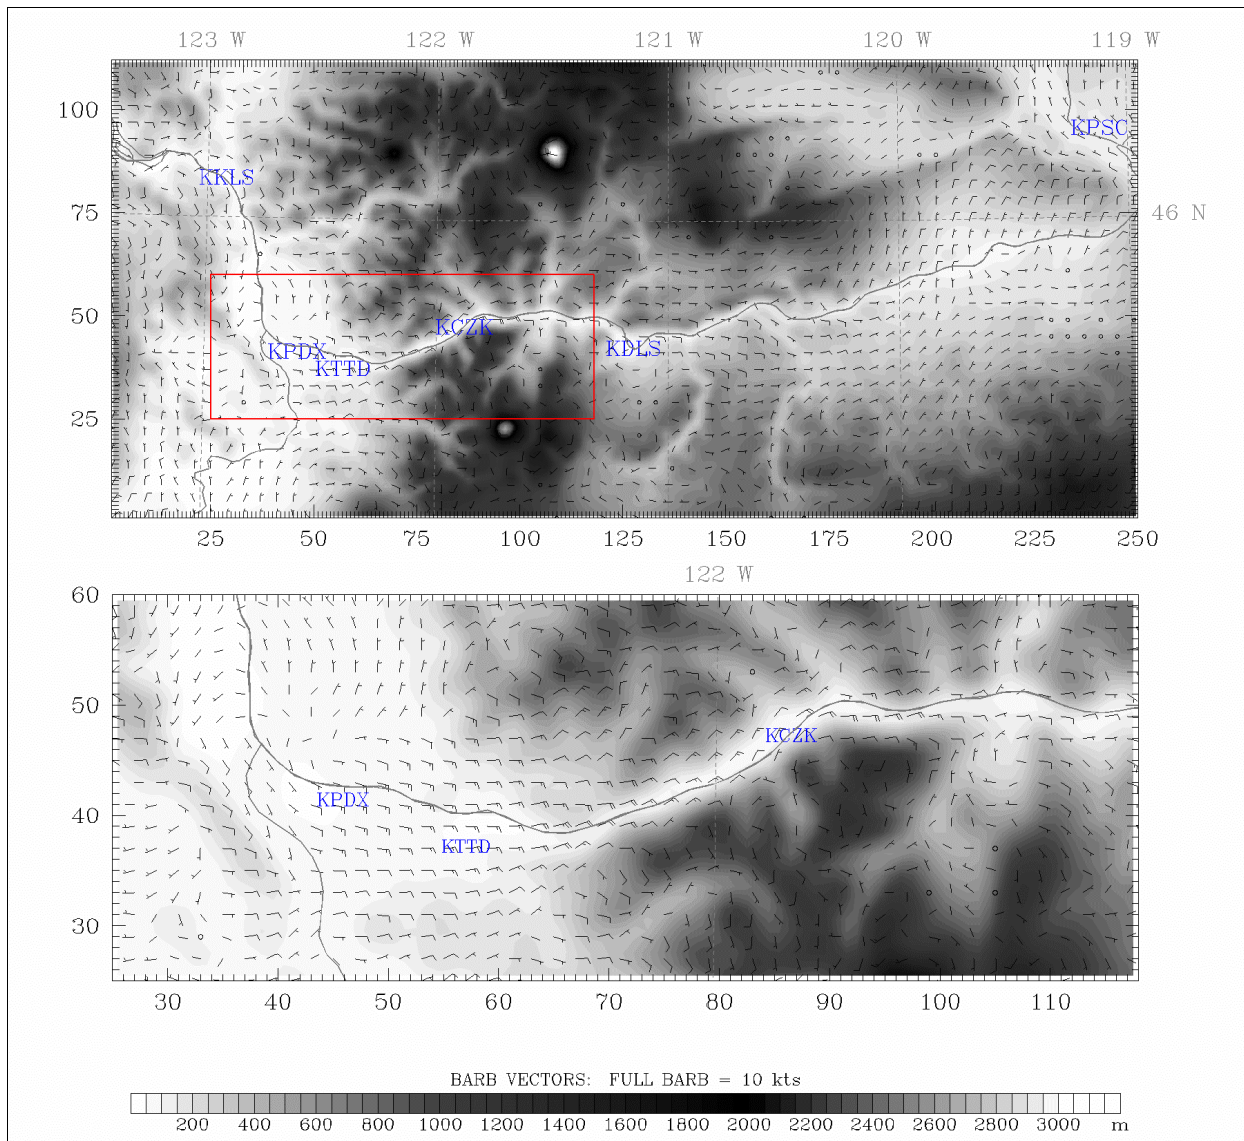 123 W 122 W 121 W 120 W 119 W
100
KPSC
KKLS
75
46 N
50
KCZK
KPDX
KDLS
KTTD
25
25 50 75 100 125 150 175 200 225 250
122 W
60
50
KCZK
KPDX
40
KTTD
30
30 40 50 60 70 80 90 100 110
BARB VECTORS: FULL BARB = 10 kts
200 400 600 800 1000 1200 1400 1600 1800 2000 2200 2400 2600 2800 3000 m